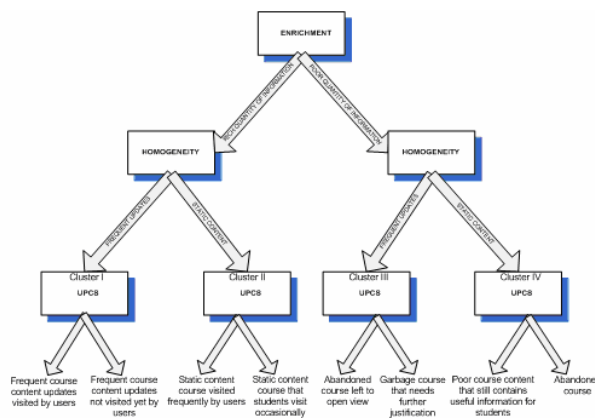 ENRICHMENT
RICH QUANTITY OF INFORMATION
POOR QUANTITY OF INFORMATION
HOMOGENEITY
HOMOGENEITY
FREQUENT UPDATES
STATIC CONTENT
FREQUENT UPDATES
STATIC CONTENT
Cluster I
UPCS
Cluster II
UPCS
Cluster III
UPCS
Cluster IV
UPCS
Frequent course
content updates
visited by users
Frequent course
content updates
not visited yet by
users
Static content
course visited
frequently by users
Static content
course that
students visit
occasionally
Abandoned
course left to
open view
Garbage course
that needs
further
justification
Poor course content
that still contains
useful information for
students
Abandone
course